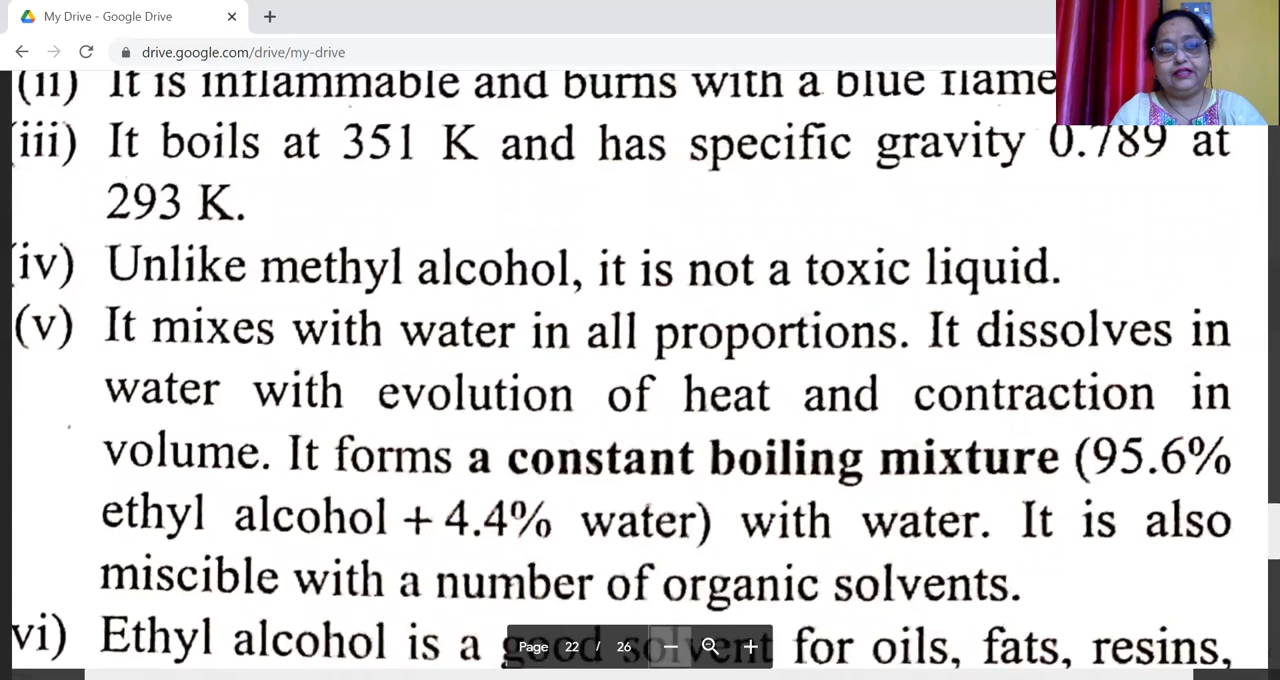 My Drive - Google Drive
drive.google.com/drive/my-drive
(ii) It is inflammable and burns with a blue flame
iii) It boils at 351 K and has specific gravity 0.789 at
293 K.
iv) Unlike methyl alcohol, it is not a toxic liquid.
(v) It mixes with water in all proportions. It dissolves in
water with evolution of heat and contraction in
volume. It forms a constant boiling mixture (95.6%
ethyl alcohol + 4.4% water) with water. It is also
miscible with a number of organic solvents.
vi) Ethyl alcohol is a good solvent for oils, fats, resins,
Page 22 / 26